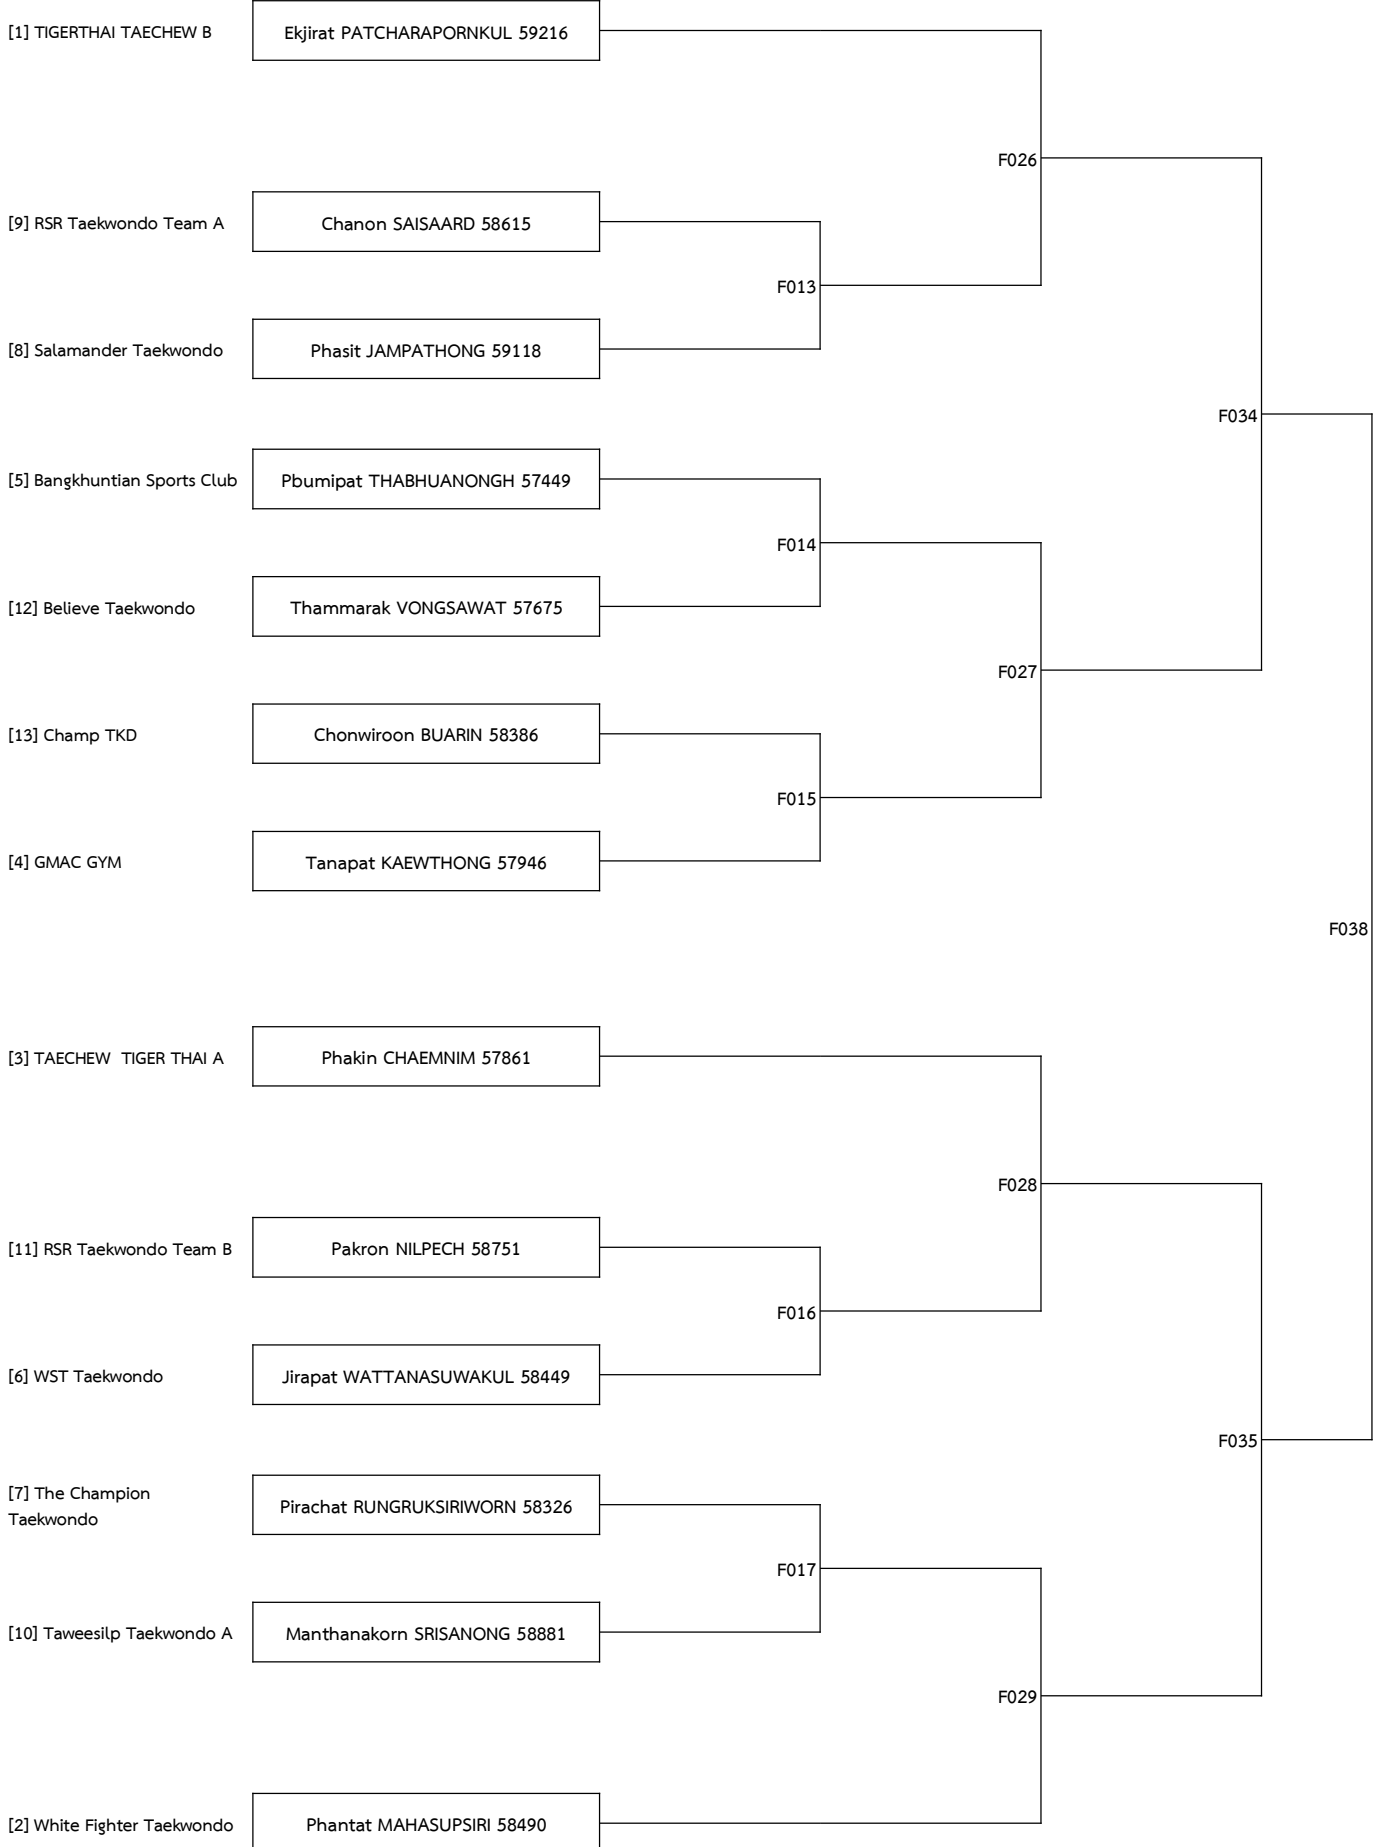 [1] TIGERTHAI TAECHEW B
Ekjirat PATCHARAPORNKUL 59216
F026
[9] RSR Taekwondo Team A
Chanon SAISAARD 58615
F013
[8] Salamander Taekwondo
Phasit JAMPATHONG 59118
F034
[5] Bangkhuntian Sports Club
Pbumipat THABHUANONGH 57449
F014
[12] Believe Taekwondo
Thammarak VONGSAWAT 57675
F027
[13] Champ TKD
Chonwiroon BUARIN 58386
F015
[4] GMAC GYM
Tanapat KAEWTHONG 57946
F038
[3] TAECHEW  TIGER THAI A
Phakin CHAEMNIM 57861
F028
[11] RSR Taekwondo Team B
Pakron NILPECH 58751
F016
[6] WST Taekwondo
Jirapat WATTANASUWAKUL 58449
F035
[7] The Champion
Taekwondo
Pirachat RUNGRUKSIRIWORN 58326
F017
[10] Taweesilp Taekwondo A
Manthanakorn SRISANONG 58881
F029
[2] White Fighter Taekwondo
Phantat MAHASUPSIRI 58490